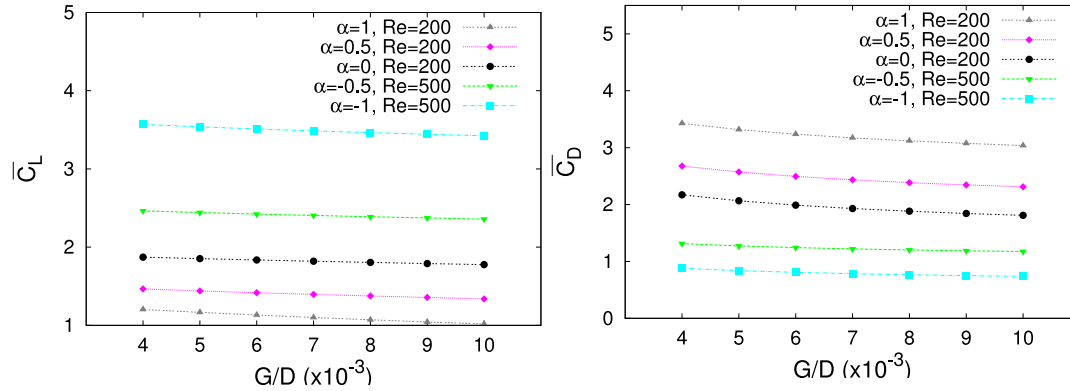 5
4
3
2
1
C̅_L
α=1, Re=200
α=0.5, Re=200
α=0, Re=200
α=-0.5, Re=500
α=-1, Re=500
4 5 6 7 8 9 10
G/D (x10⁻³)
5
4
3
2
1
0
C̅_D
α=1, Re=200
α=0.5, Re=200
α=0, Re=200
α=-0.5, Re=500
α=-1, Re=500
4 5 6 7 8 9 10
G/D (x10⁻³)